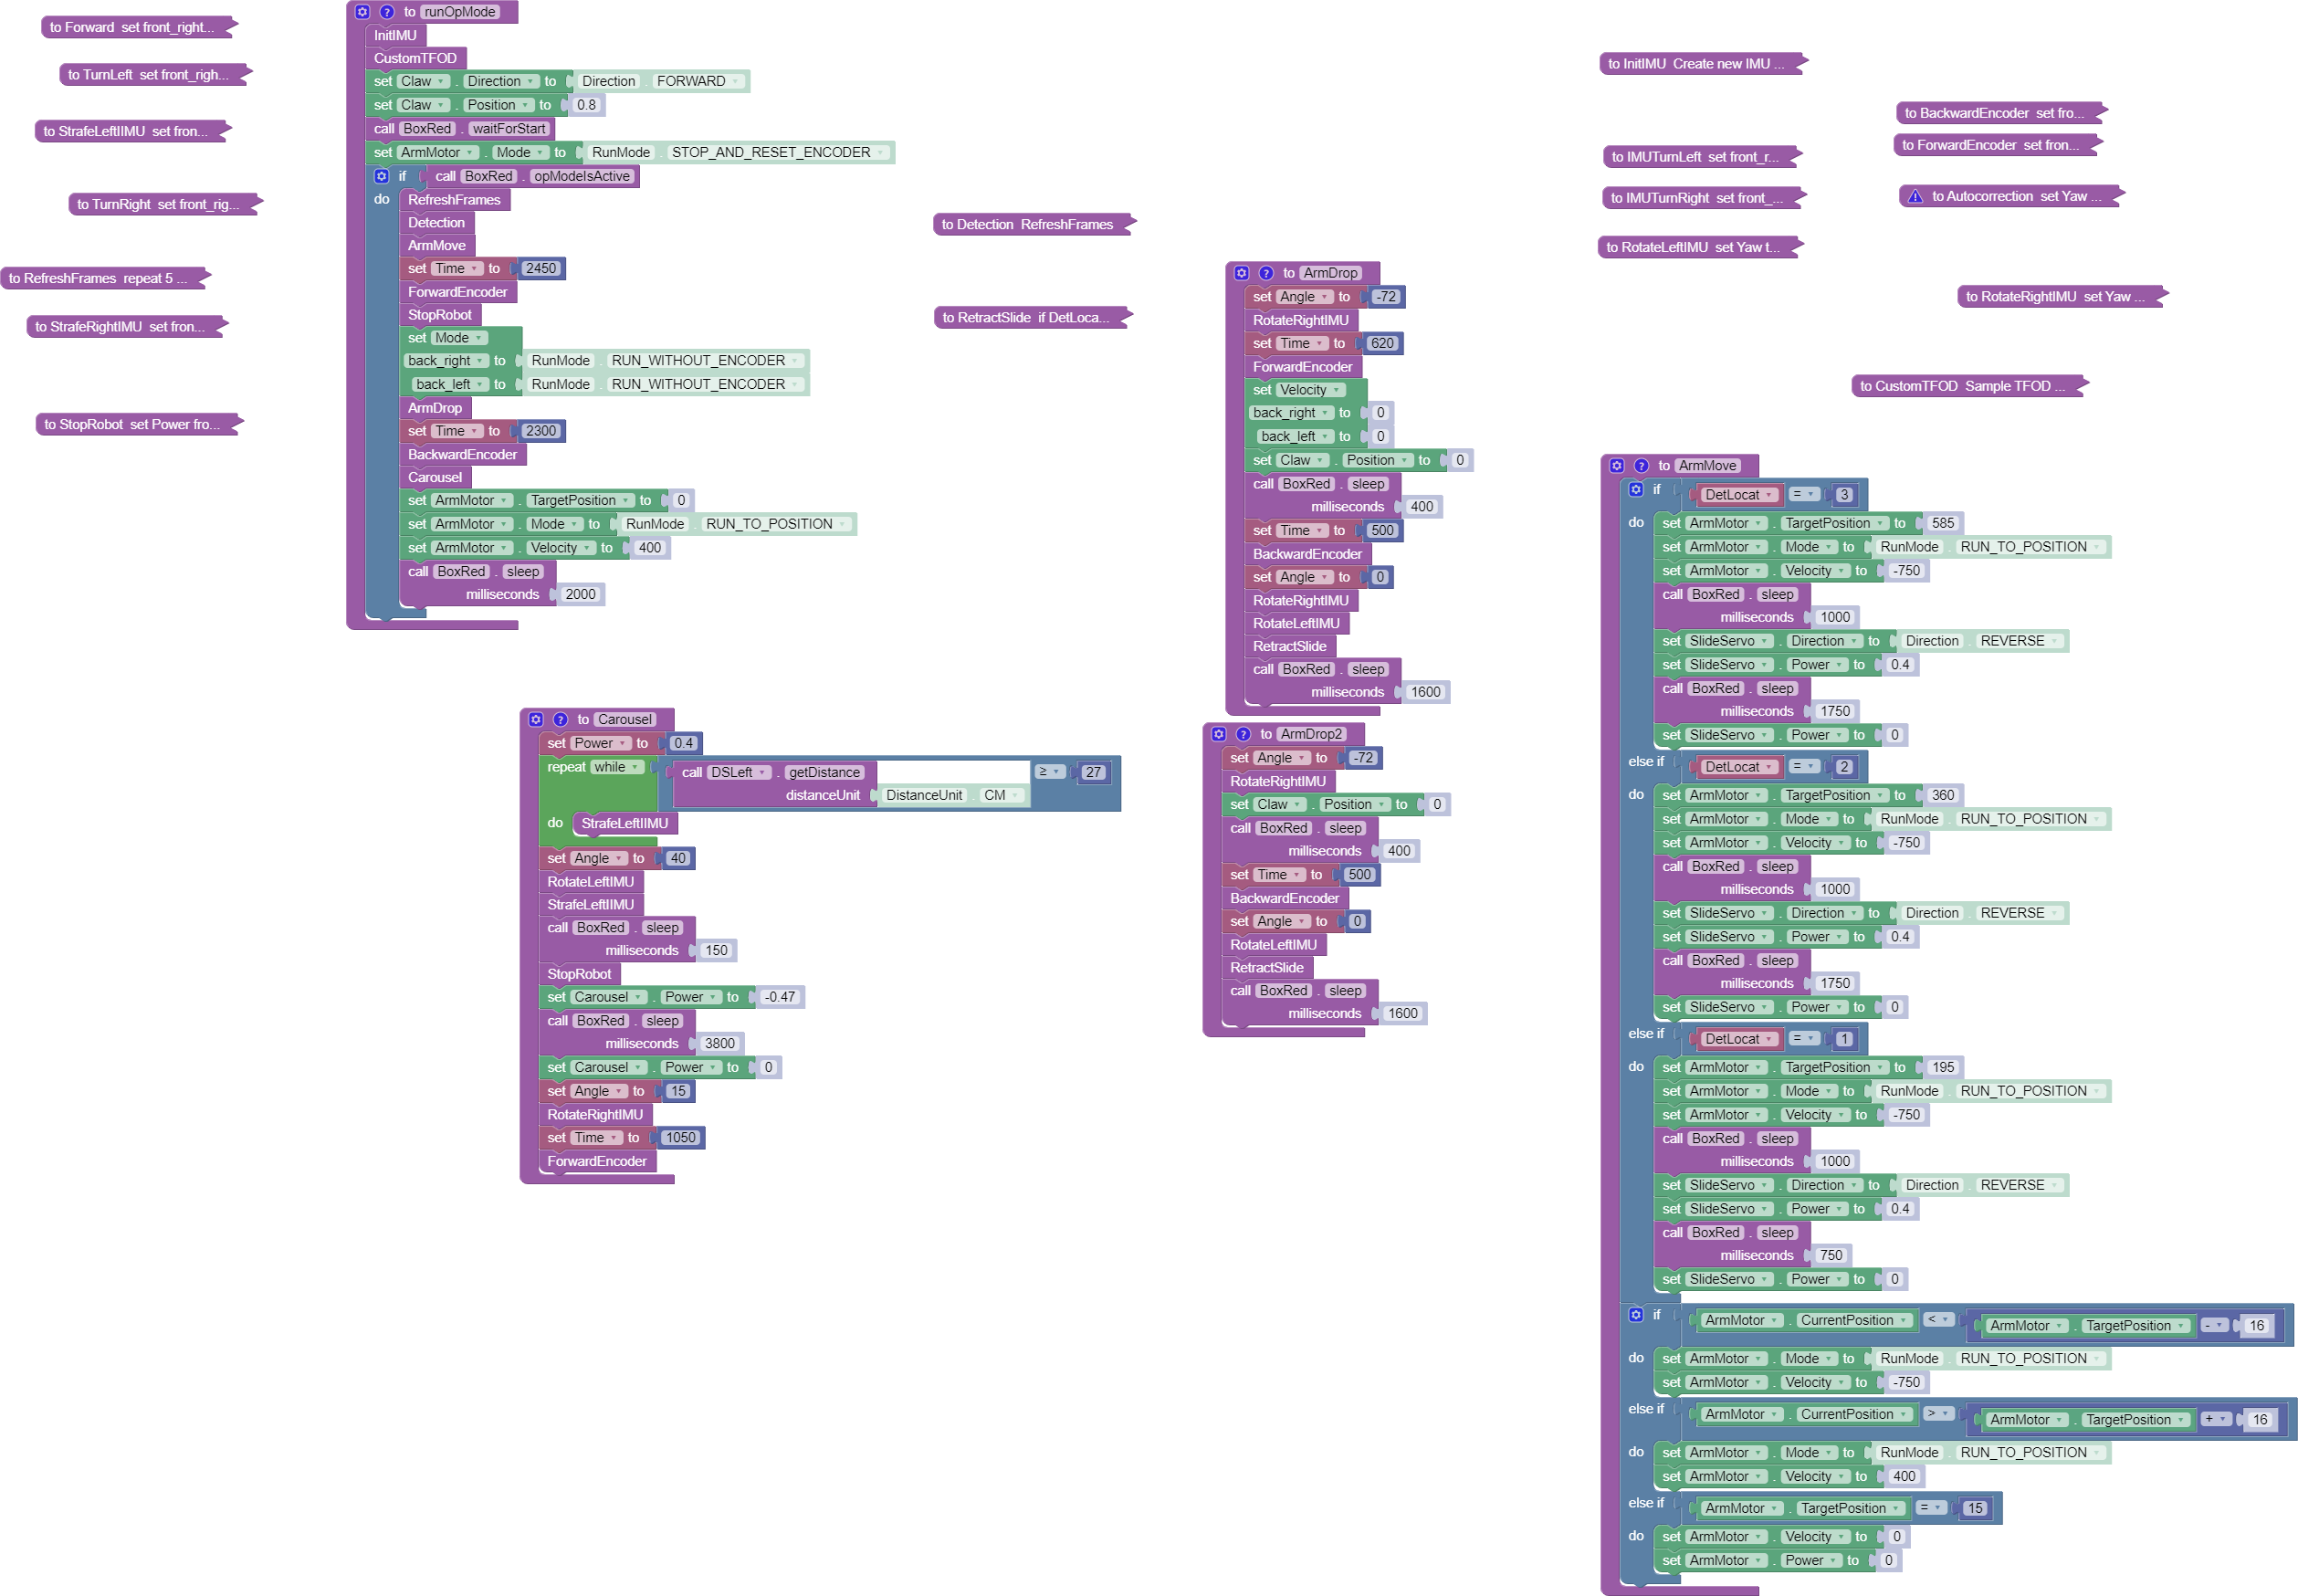 to Forward set front_right...
to TurnLeft set front_righ...
to StrafeLeftIIMU set fron...
to TurnRight set front_rig...
to RefreshFrames repeat 5 ...
to StrafeRightIMU set fron...
to StopRobot set Power fro...
to runOpMode
InitIMU
CustomTFOD
set Claw . Direction to Direction . FORWARD
set Claw . Position to 0.8
call BoxRed . waitForStart
set ArmMotor . Mode to RunMode . STOP_AND_RESET_ENCODER
if call BoxRed . opModeIsActive
do RefreshFrames
Detection
ArmMove
set Time to 2450
ForwardEncoder
StopRobot
set Mode
back_right to RunMode . RUN_WITHOUT_ENCODER
back_left to RunMode . RUN_WITHOUT_ENCODER
ArmDrop
set Time to 2300
BackwardEncoder
Carousel
set ArmMotor . TargetPosition to 0
set ArmMotor . Mode to RunMode . RUN_TO_POSITION
set ArmMotor . Velocity to 400
call BoxRed . sleep
milliseconds 2000
to Carousel
set Power to 0.4
repeat while call DSLeft . getDistance ≥ 27
distanceUnit DistanceUnit . CM
do StrafeLeftIIMU
set Angle to 40
RotateLeftIMU
StrafeLeftIIMU
call BoxRed . sleep
milliseconds 150
StopRobot
set Carousel . Power to -0.47
call BoxRed . sleep
milliseconds 3800
set Carousel . Power to 0
set Angle to 15
RotateRightIMU
set Time to 1050
ForwardEncoder
to Detection RefreshFrames
to RetractSlide if DetLoca...
to ArmDrop
set Angle to -72
RotateRightIMU
set Time to 620
ForwardEncoder
set Velocity
back_right to 0
back_left to 0
set Claw . Position to 0
call BoxRed . sleep
milliseconds 400
set Time to 500
BackwardEncoder
set Angle to 0
RotateRightIMU
RotateLeftIMU
RetractSlide
call BoxRed . sleep
milliseconds 1600
to ArmDrop2
set Angle to -72
RotateRightIMU
set Claw . Position to 0
call BoxRed . sleep
milliseconds 400
set Time to 500
BackwardEncoder
set Angle to 0
RotateLeftIMU
RetractSlide
call BoxRed . sleep
milliseconds 1600
to InitIMU Create new IMU ...
to BackwardEncoder set fro...
to ForwardEncoder set fron...
to IMUTurnLeft set front_r...
to IMUTurnRight set front_...
to Autocorrection set Yaw ...
to RotateLeftIMU set Yaw t...
to RotateRightIMU set Yaw ...
to CustomTFOD Sample TFOD ...
to ArmMove
if DetLocat = 3
do set ArmMotor . TargetPosition to 585
set ArmMotor . Mode to RunMode . RUN_TO_POSITION
set ArmMotor . Velocity to -750
call BoxRed . sleep
milliseconds 1000
set SlideServo . Direction to Direction . REVERSE
set SlideServo . Power to 0.4
call BoxRed . sleep
milliseconds 1750
set SlideServo . Power to 0
else if DetLocat = 2
do set ArmMotor . TargetPosition to 360
set ArmMotor . Mode to RunMode . RUN_TO_POSITION
set ArmMotor . Velocity to -750
call BoxRed . sleep
milliseconds 1000
set SlideServo . Direction to Direction . REVERSE
set SlideServo . Power to 0.4
call BoxRed . sleep
milliseconds 1750
set SlideServo . Power to 0
else if DetLocat = 1
do set ArmMotor . TargetPosition to 195
set ArmMotor . Mode to RunMode . RUN_TO_POSITION
set ArmMotor . Velocity to -750
call BoxRed . sleep
milliseconds 1000
set SlideServo . Direction to Direction . REVERSE
set SlideServo . Power to 0.4
call BoxRed . sleep
milliseconds 750
set SlideServo . Power to 0
if ArmMotor . CurrentPosition < ArmMotor . TargetPosition - 16
do set ArmMotor . Mode to RunMode . RUN_TO_POSITION
set ArmMotor . Velocity to -750
else if ArmMotor . CurrentPosition > ArmMotor . TargetPosition + 16
do set ArmMotor . Mode to RunMode . RUN_TO_POSITION
set ArmMotor . Velocity to 400
else if ArmMotor . TargetPosition = 15
do set ArmMotor . Velocity to 0
set ArmMotor . Power to 0